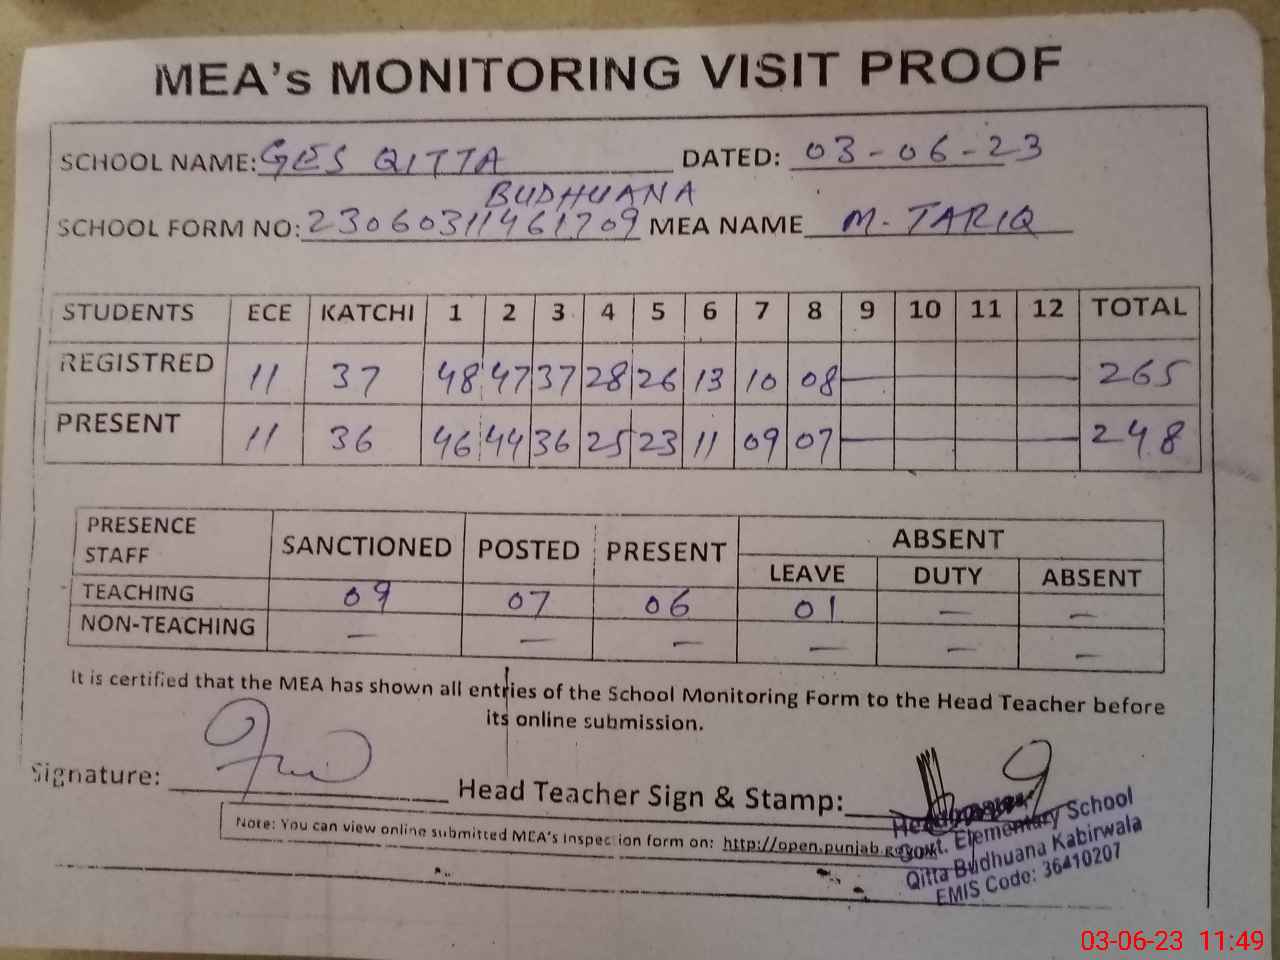 MEA's MONITORING VISIT PROOF
SCHOOL NAME: GES QITTA DATED: 03-06-23
BUDHUANA
SCHOOL FORM NO: 23060311461709 MEA NAME M. TARIQ
STUDENTS ECE KATCHI 1 2 3 4 5 6 7 8 9 10 11 12 TOTAL
REGISTRED 11 37 48 47 37 28 26 13 10 08 — 265
PRESENT 11 36 46 44 36 25 23 11 09 07 — 248
PRESENCE STAFF SANCTIONED POSTED PRESENT ABSENT
LEAVE DUTY ABSENT
TEACHING 09 07 06 01 — —
NON-TEACHING — — — — — —
It is certified that the MEA has shown all entries of the School Monitoring Form to the Head Teacher before
its online submission.
Signature: Head Teacher Sign & Stamp:
Note: You can view online submitted MEA's Inspection form on: http://open.punjab.
Govt. Elementary School
Qitta Budhuana Kabirwala
EMIS Code: 36410207
03-06-23 11:49